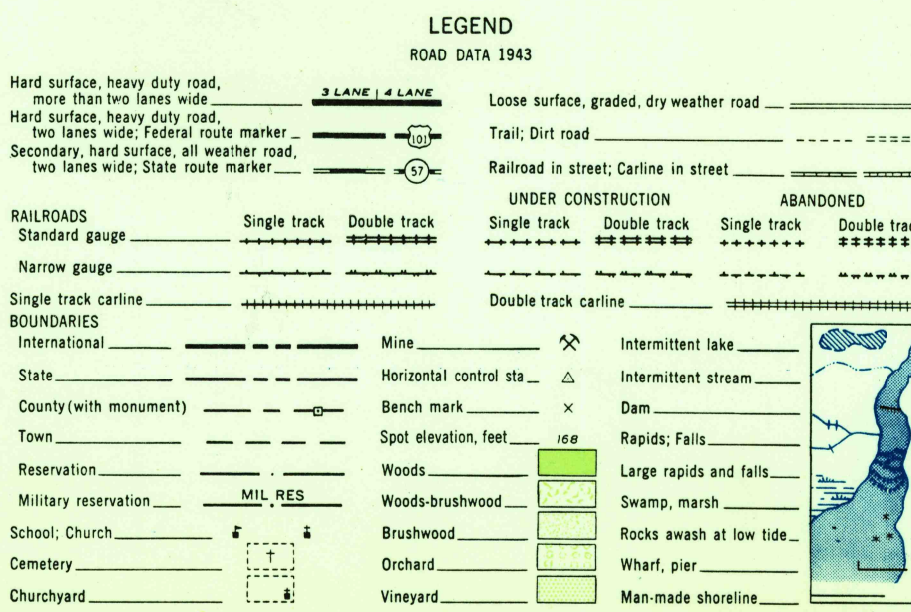 LEGEND
ROAD DATA 1943
Hard surface, heavy duty road,
more than two lanes wide
3 LANE | 4 LANE
Hard surface, heavy duty road,
two lanes wide; Federal route marker
101
Secondary, hard surface, all weather road,
two lanes wide; State route marker
57
Loose surface, graded, dry weather road
Trail; Dirt road
Railroad in street; Carline in street
UNDER CONSTRUCTION
ABANDONED
RAILROADS
Single track
Double track
Single track
Double track
Single track
Double trac
Standard gauge
Narrow gauge
Single track carline
Double track carline
BOUNDARIES
International
State
County (with monument)
Town
Reservation
Military reservation
MIL RES
School; Church
Cemetery
Churchyard
Mine
Horizontal control sta
Bench mark
Spot elevation, feet
168
Woods
Woods-brushwood
Brushwood
Orchard
Vineyard
Intermittent lake
Intermittent stream
Dam
Rapids; Falls
Large rapids and falls
Swamp, marsh
Rocks awash at low tide
Wharf, pier
Man-made shoreline